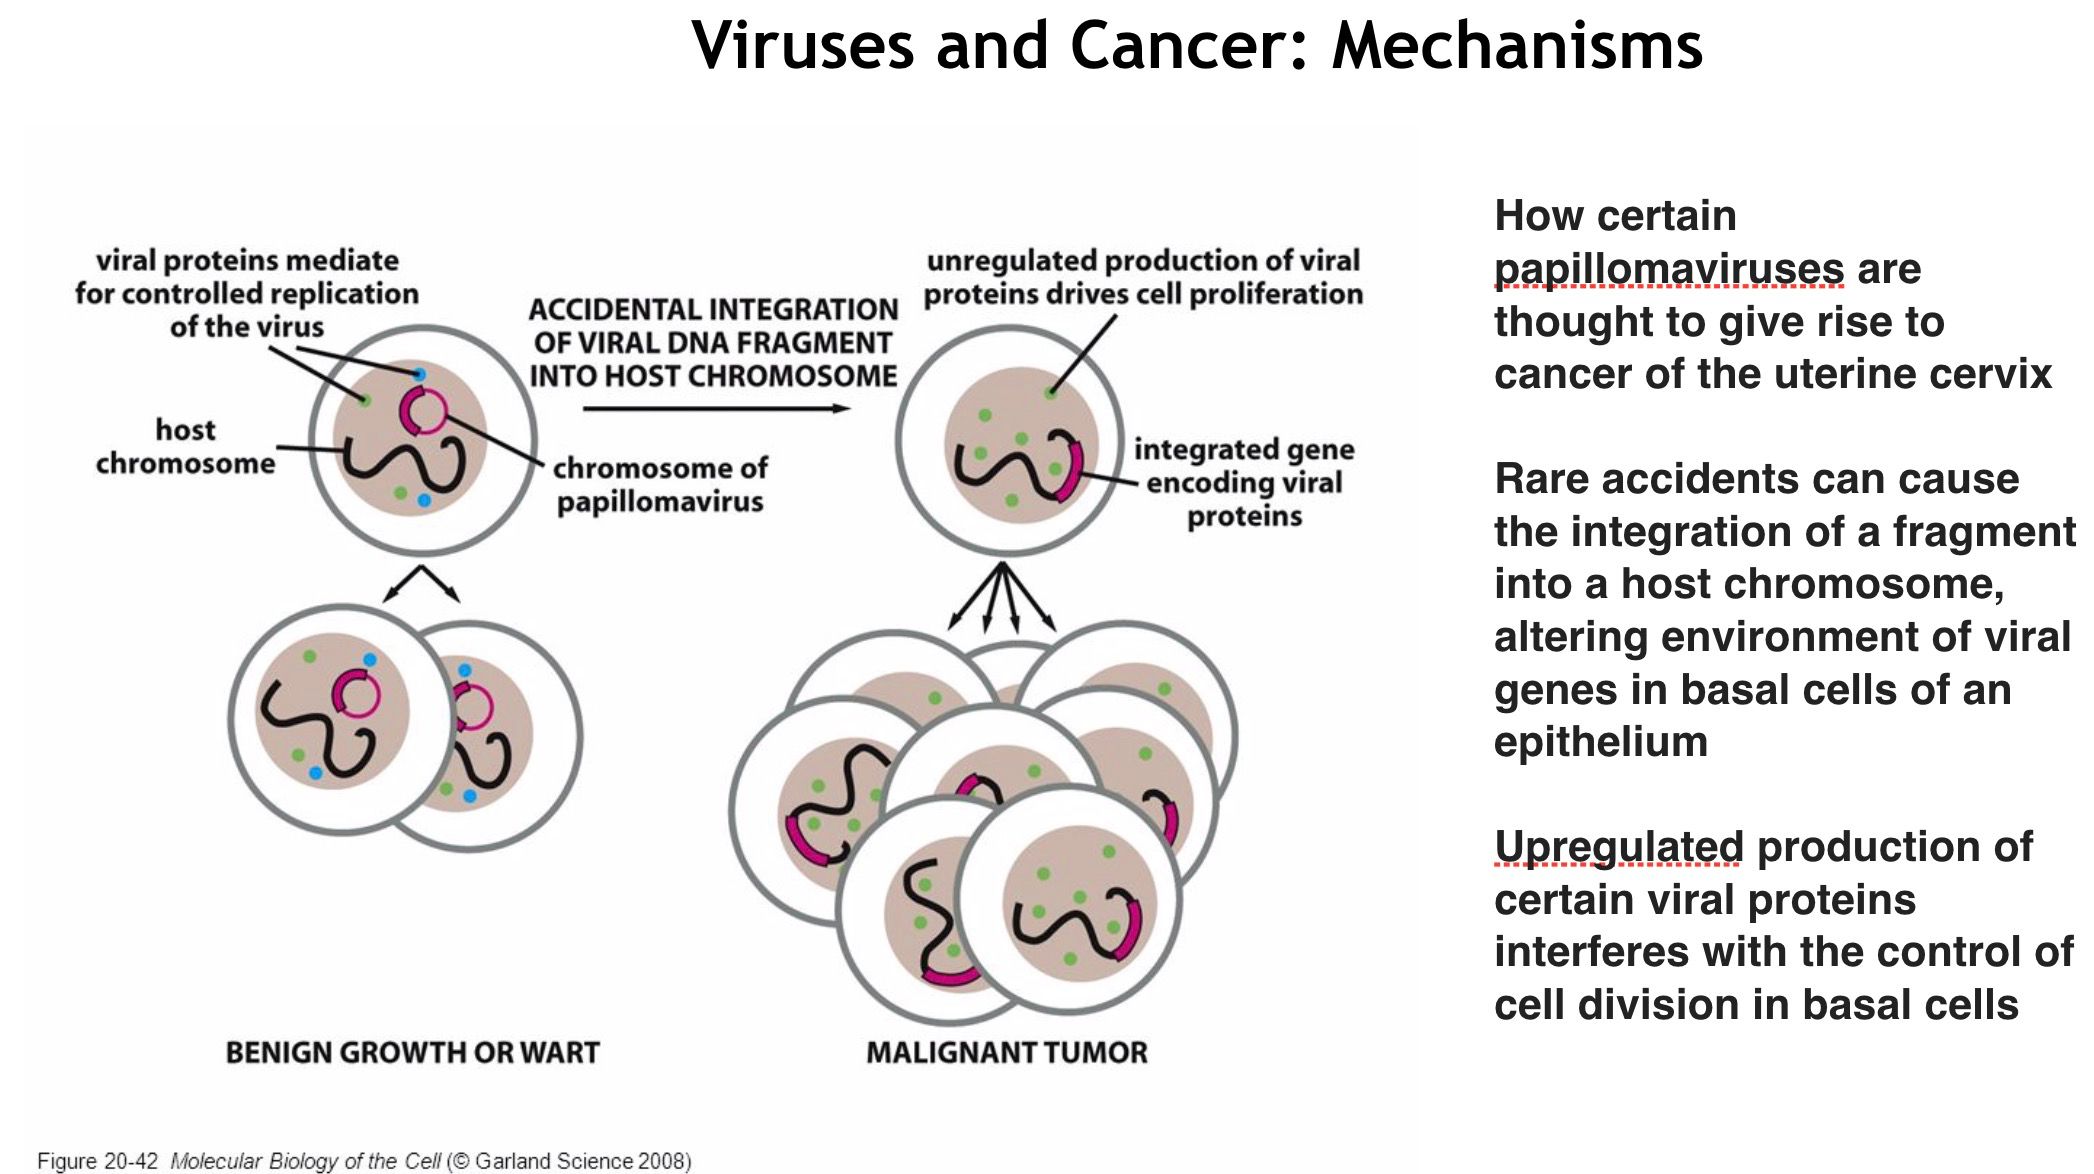 Viruses and Cancer: Mechanisms
viral proteins mediate
for controlled replication
of the virus
host
chromosome
chromosome of
papillomavirus
ACCIDENTAL INTEGRATION
OF VIRAL DNA FRAGMENT
INTO HOST CHROMOSOME
unregulated production of viral
proteins drives cell proliferation
integrated gene
encoding viral
proteins
BENIGN GROWTH OR WART
MALIGNANT TUMOR
How certain
papillomaviruses are
thought to give rise to
cancer of the uterine cervix
Rare accidents can cause
the integration of a fragment
into a host chromosome,
altering environment of viral
genes in basal cells of an
epithelium
Upregulated production of
certain viral proteins
interferes with the control of
cell division in basal cells
Figure 20-42 Molecular Biology of the Cell (© Garland Science 2008)